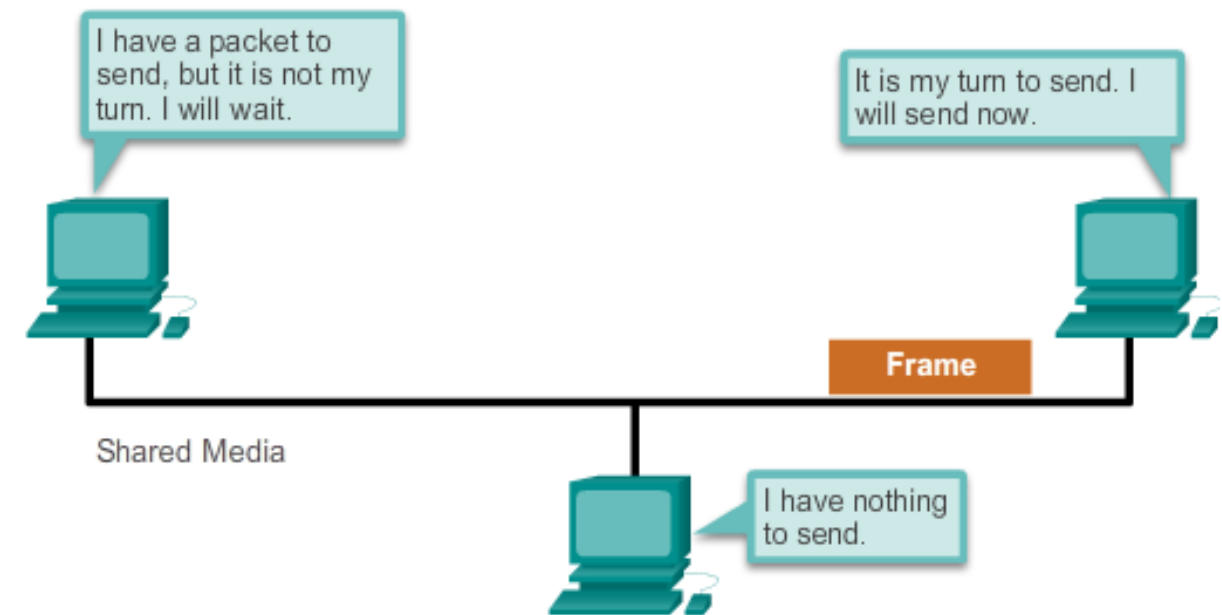 I have a packet to
send, but it is not my
turn. I will wait.
It is my turn to send. I
will send now.
Frame
Shared Media
I have nothing
to send.